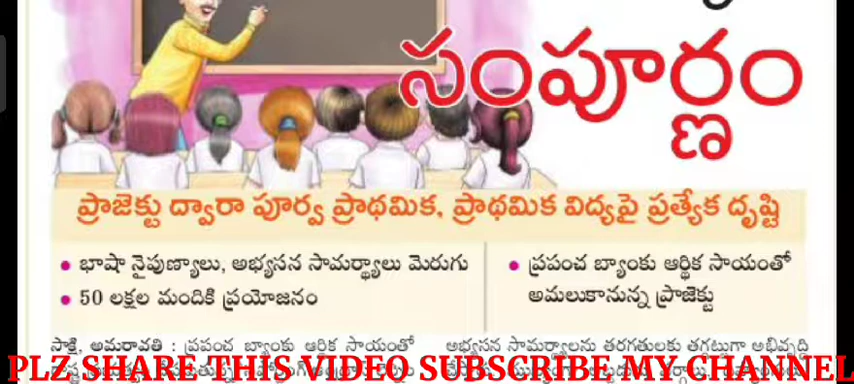 సంపూర్ణం
ప్రాజెక్టు ద్వారా పూర్వ ప్రాథమిక, ప్రాథమిక విద్యపై ప్రత్యేక దృష్టి
• భాషా నైపుణ్యాలు, అభ్యసన సామర్థ్యాలు మెరుగు
• 50 లక్షల మందికి ప్రయోజనం
• ప్రపంచ బ్యాంకు ఆర్థిక సాయంతో
అమలుకానున్న ప్రాజెక్టు
సాక్షి, అమరావతి : ప్రపంచ బ్యాంకు ఆర్థిక సాయంతో
అభ్యసన సామర్థ్యాలను తరగతులకు తగ్గట్టుగా అభివృద్ధి
PLZ SHARE THIS VIDEO SUBSCRIBE MY CHANNEL